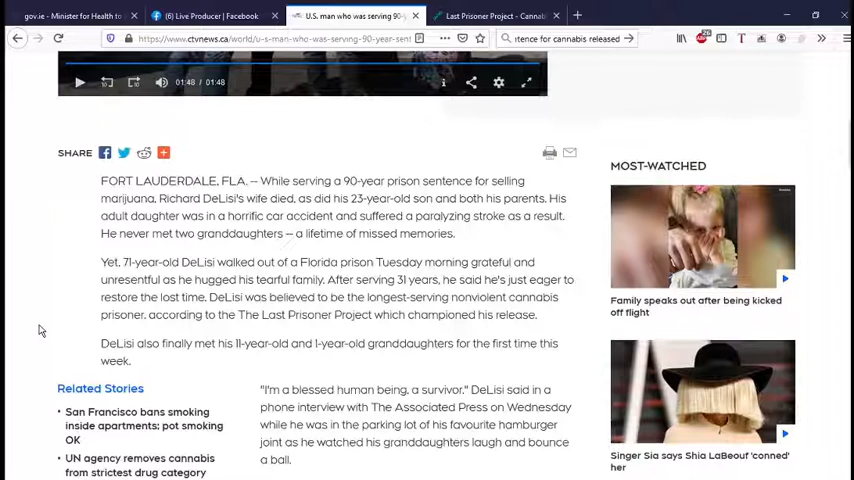 gov.ie - Minister for Health to
(6) Live Producer | Facebook
U.S. man who was serving 90-y
Last Prisoner Project - Cannab
https://www.ctvnews.ca/world/u-s-man-who-was-serving-90-year-sent
rtence for cannabis released
26
01:48 / 01:48
SHARE
FORT LAUDERDALE, FLA. -- While serving a 90-year prison sentence for selling
marijuana, Richard DeLisi's wife died, as did his 23-year-old son and both his parents. His
adult daughter was in a horrific car accident and suffered a paralyzing stroke as a result.
He never met two granddaughters -- a lifetime of missed memories.
Yet, 71-year-old DeLisi walked out of a Florida prison Tuesday morning grateful and
unresentful as he hugged his tearful family. After serving 31 years, he said he's just eager to
restore the lost time. DeLisi was believed to be the longest-serving nonviolent cannabis
prisoner, according to the The Last Prisoner Project which championed his release.
DeLisi also finally met his 11-year-old and 1-year-old granddaughters for the first time this
week.
Related Stories
San Francisco bans smoking
inside apartments; pot smoking
OK
UN agency removes cannabis
from strictest drug category
"I'm a blessed human being, a survivor," DeLisi said in a
phone interview with The Associated Press on Wednesday
while he was in the parking lot of his favourite hamburger
joint as he watched his granddaughters laugh and bounce
a ball.
MOST-WATCHED
Family speaks out after being kicked
off flight
Singer Sia says Shia LaBeouf 'conned'
her